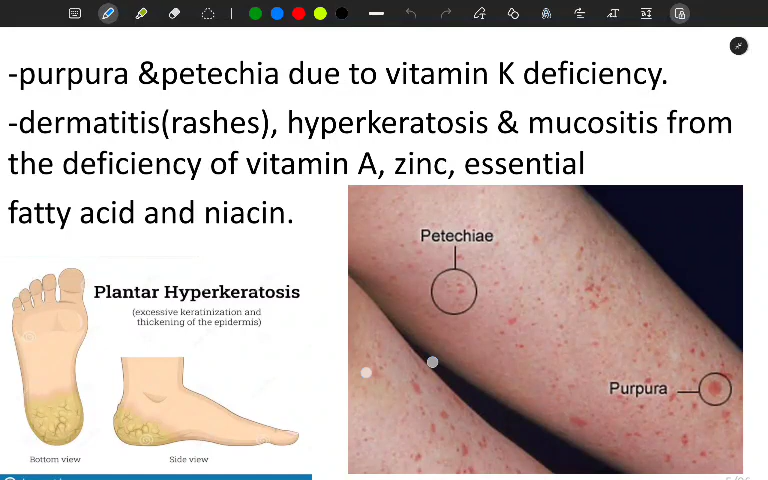 -purpura &petechia due to vitamin K deficiency.
-dermatitis(rashes), hyperkeratosis & mucositis from
the deficiency of vitamin A, zinc, essential
fatty acid and niacin.
Petechiae
Purpura
Plantar Hyperkeratosis
(excessive keratinization and
thickening of the epidermis)
Bottom view
Side view